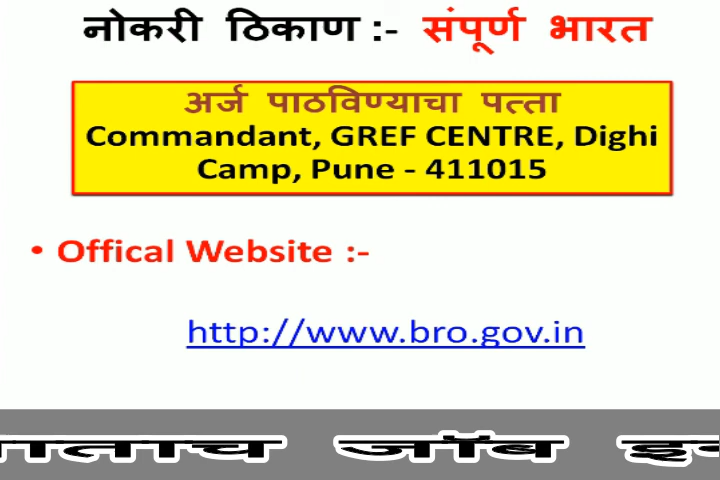 नोकरी ठिकाण :- संपूर्ण भारत
अर्ज पाठविण्याचा पत्ता
Commandant, GREF CENTRE, Dighi
Camp, Pune - 411015
• Offical Website :-
http://www.bro.gov.in
जॉब